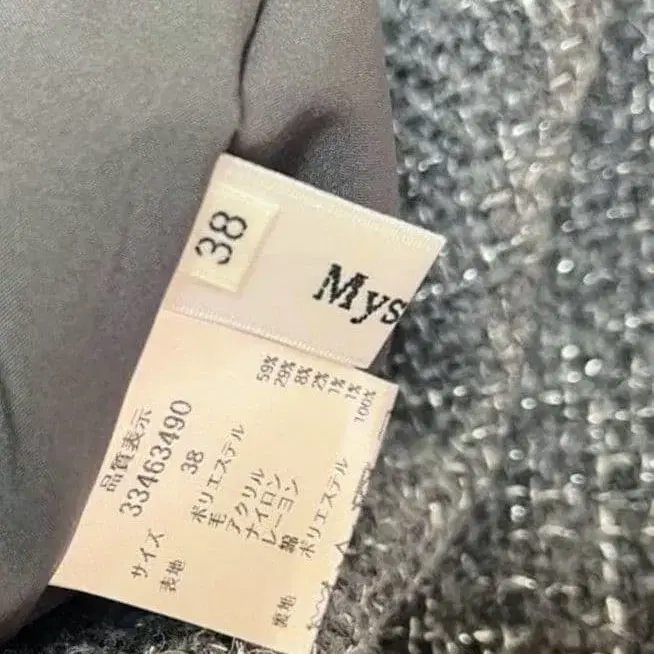 38
Mys
品質表示
33463490
サイズ 38
表地 ポリエステル 59%
毛 29%
アクリル 8%
ナイロン 2%
レーヨン 1%
1%
裏地 ポリエステル 100%